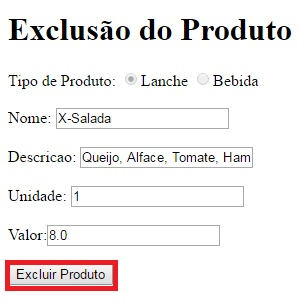 Exclusão do Produto
Tipo de Produto: Lanche Bebida
Nome: X-Salada
Descricao: Queijo, Alface, Tomate, Ham
Unidade: 1
Valor: 8.0
Excluir Produto